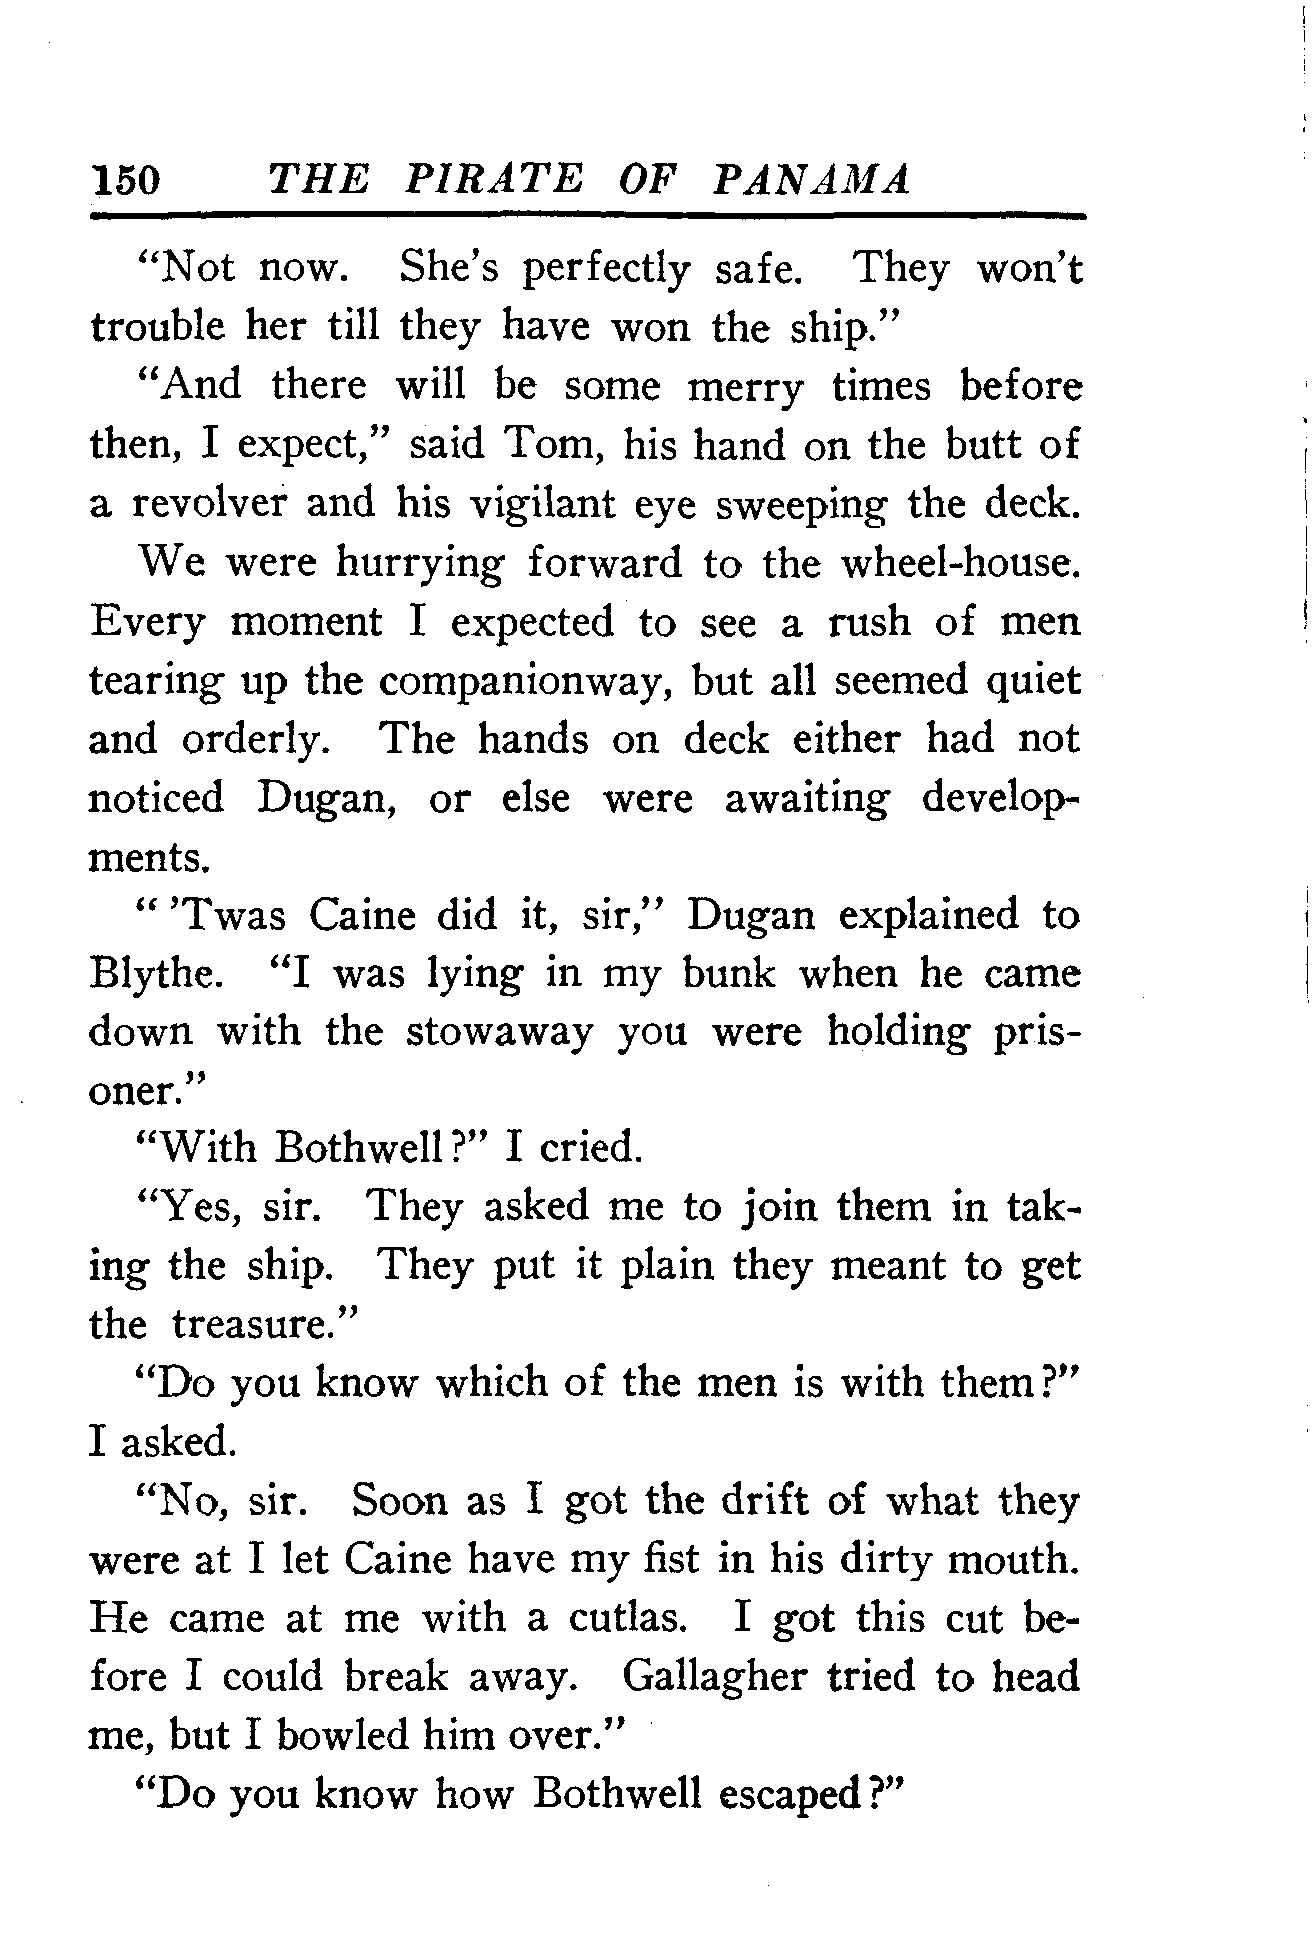 150 THE PIRATE OF PANAMA
“Not now. She’s perfectly safe. They won’t
trouble her till they have won the ship.”
“And there will be some merry times before
then, I expect,” said Tom, his hand on the butt of
a revolver and his vigilant eye sweeping the deck.
We were hurrying forward to the wheel-house.
Every moment I expected to see a rush of men
tearing up the companionway, but all seemed quiet
and orderly. The hands on deck either had not
noticed Dugan, or else were awaiting develop-
ments.
“ ’Twas Caine did it, sir,” Dugan explained to
Blythe. “I was lying in my bunk when he came
down with the stowaway you were holding pris-
oner.”
“With Bothwell?” I cried.
“Yes, sir. They asked me to join them in tak-
ing the ship. They put it plain they meant to get
the treasure.”
“Do you know which of the men is with them?”
I asked.
“No, sir. Soon as I got the drift of what they
were at I let Caine have my fist in his dirty mouth.
He came at me with a cutlas. I got this cut be-
fore I could break away. Gallagher tried to head
me, but I bowled him over.”
“Do you know how Bothwell escaped?”